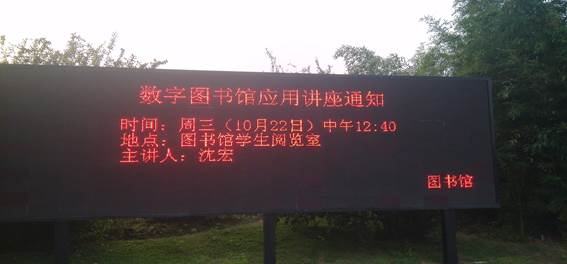 数字图书馆应用讲座通知
时间：周三（10月22日）中午12:40
地点：图书馆学生阅览室
主讲人：沈宏
图书馆